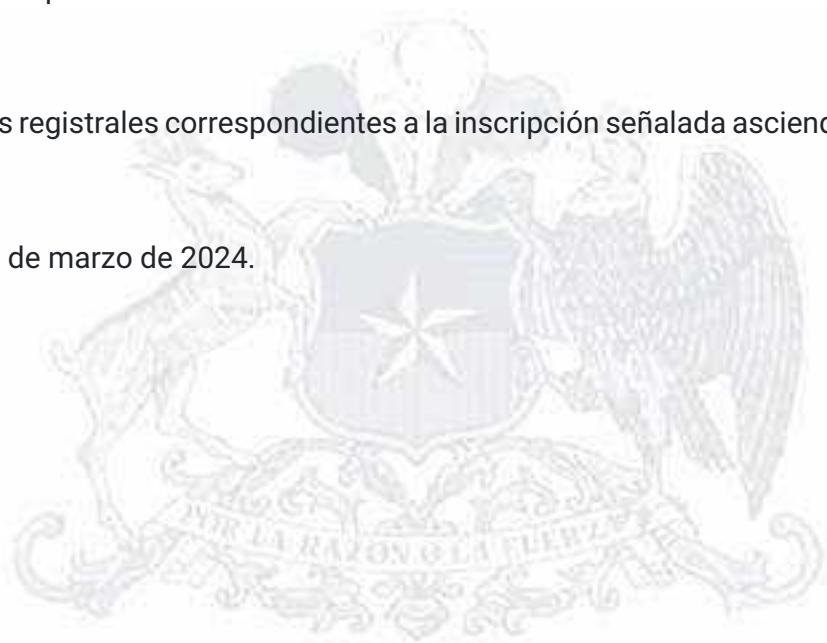 s registrales correspondientes a la inscripción señalada asciend
de marzo de 2024.
POR LA RAZON O LA FUERZA